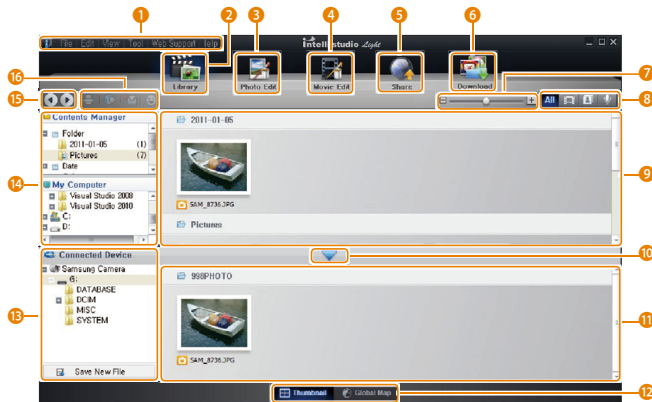 1
2
3
4
5
6
File Edit View Tool Web Support Help
Intelli-studio Light
7
16
Library
Photo Edit
Movie Edit
Share
Download
15
All
8
Contents Manager
Folder
2011-01-05 (1)
Pictures (7)
Date
2011-01-05
SAM_8736.JPG
Pictures
9
14
My Computer
Visual Studio 2008
Visual Studio 2010
C:
D:
10
Connected Device
Samsung Camera
G:
DATABASE
DCIM
MISC
SYSTEM
998PHOTO
SAM_8736.JPG
11
13
Save New File
Thumbnail
Global Map
12